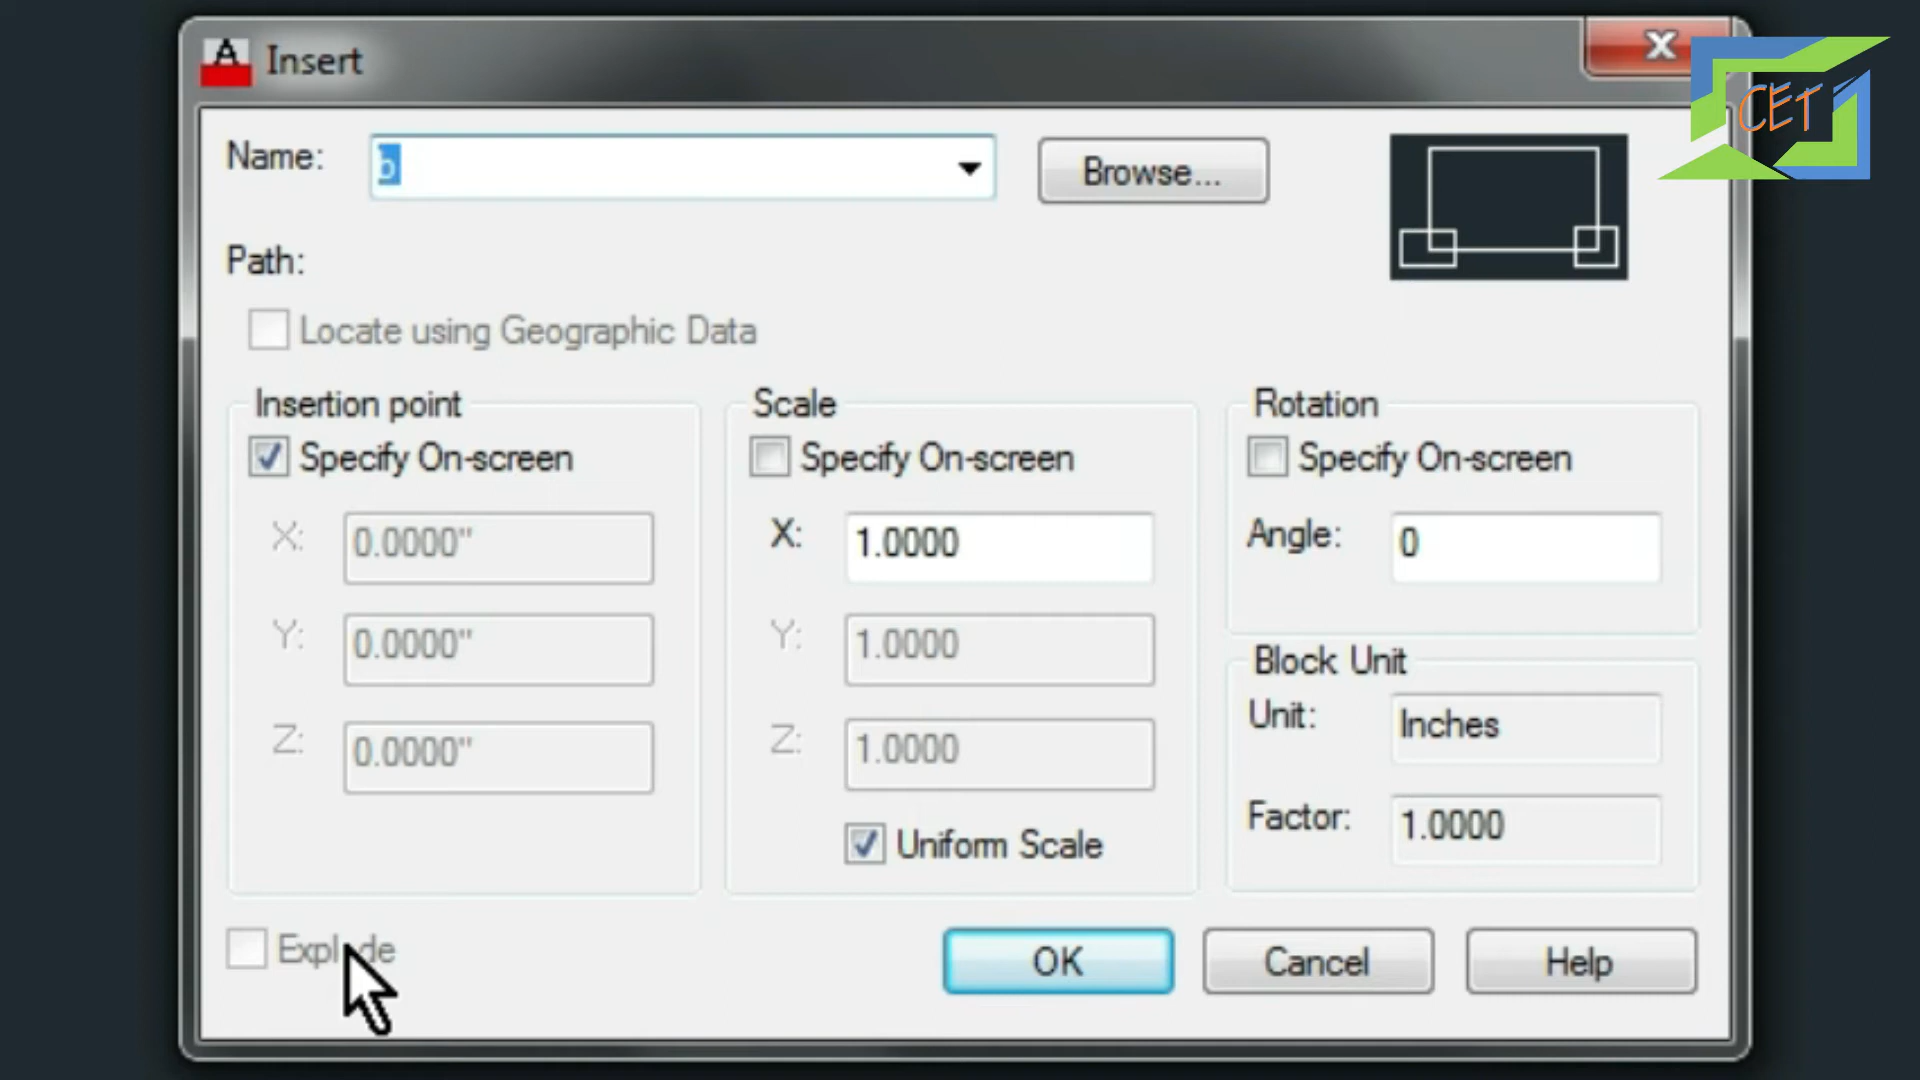 A Insert
X
CET
Name: b Browse...
Path:
Locate using Geographic Data
Insertion point Scale Rotation
Specify On-screen Specify On-screen Specify On-screen
X: 0.0000" X: 1.0000 Angle: 0
Y: 0.0000" Y: 1.0000
Block Unit
Unit: Inches
Z: 0.0000" Z: 1.0000
Factor: 1.0000
Uniform Scale
Explode OK Cancel Help